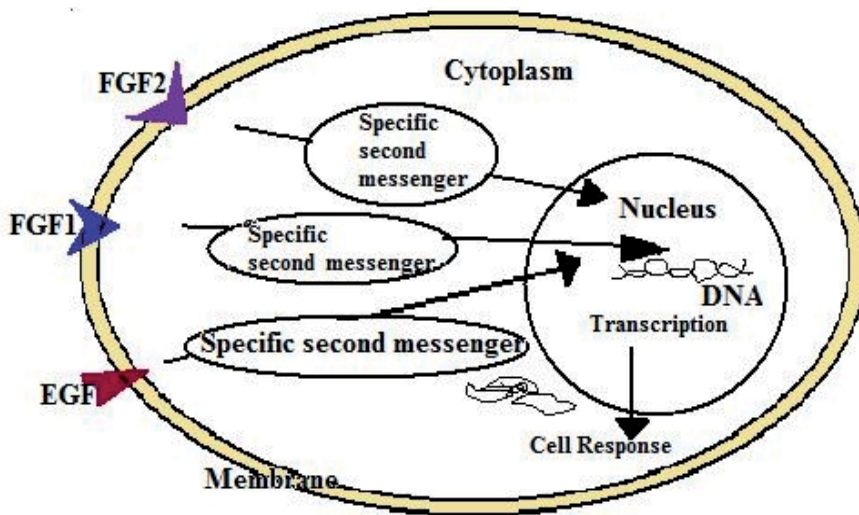 FGF2
Cytoplasm
Specific
second
messenger
FGF1
Specific
second messenger
Nucleus
DNA
Transcription
Specific second messenger
EGF
Cell Response
Membrane